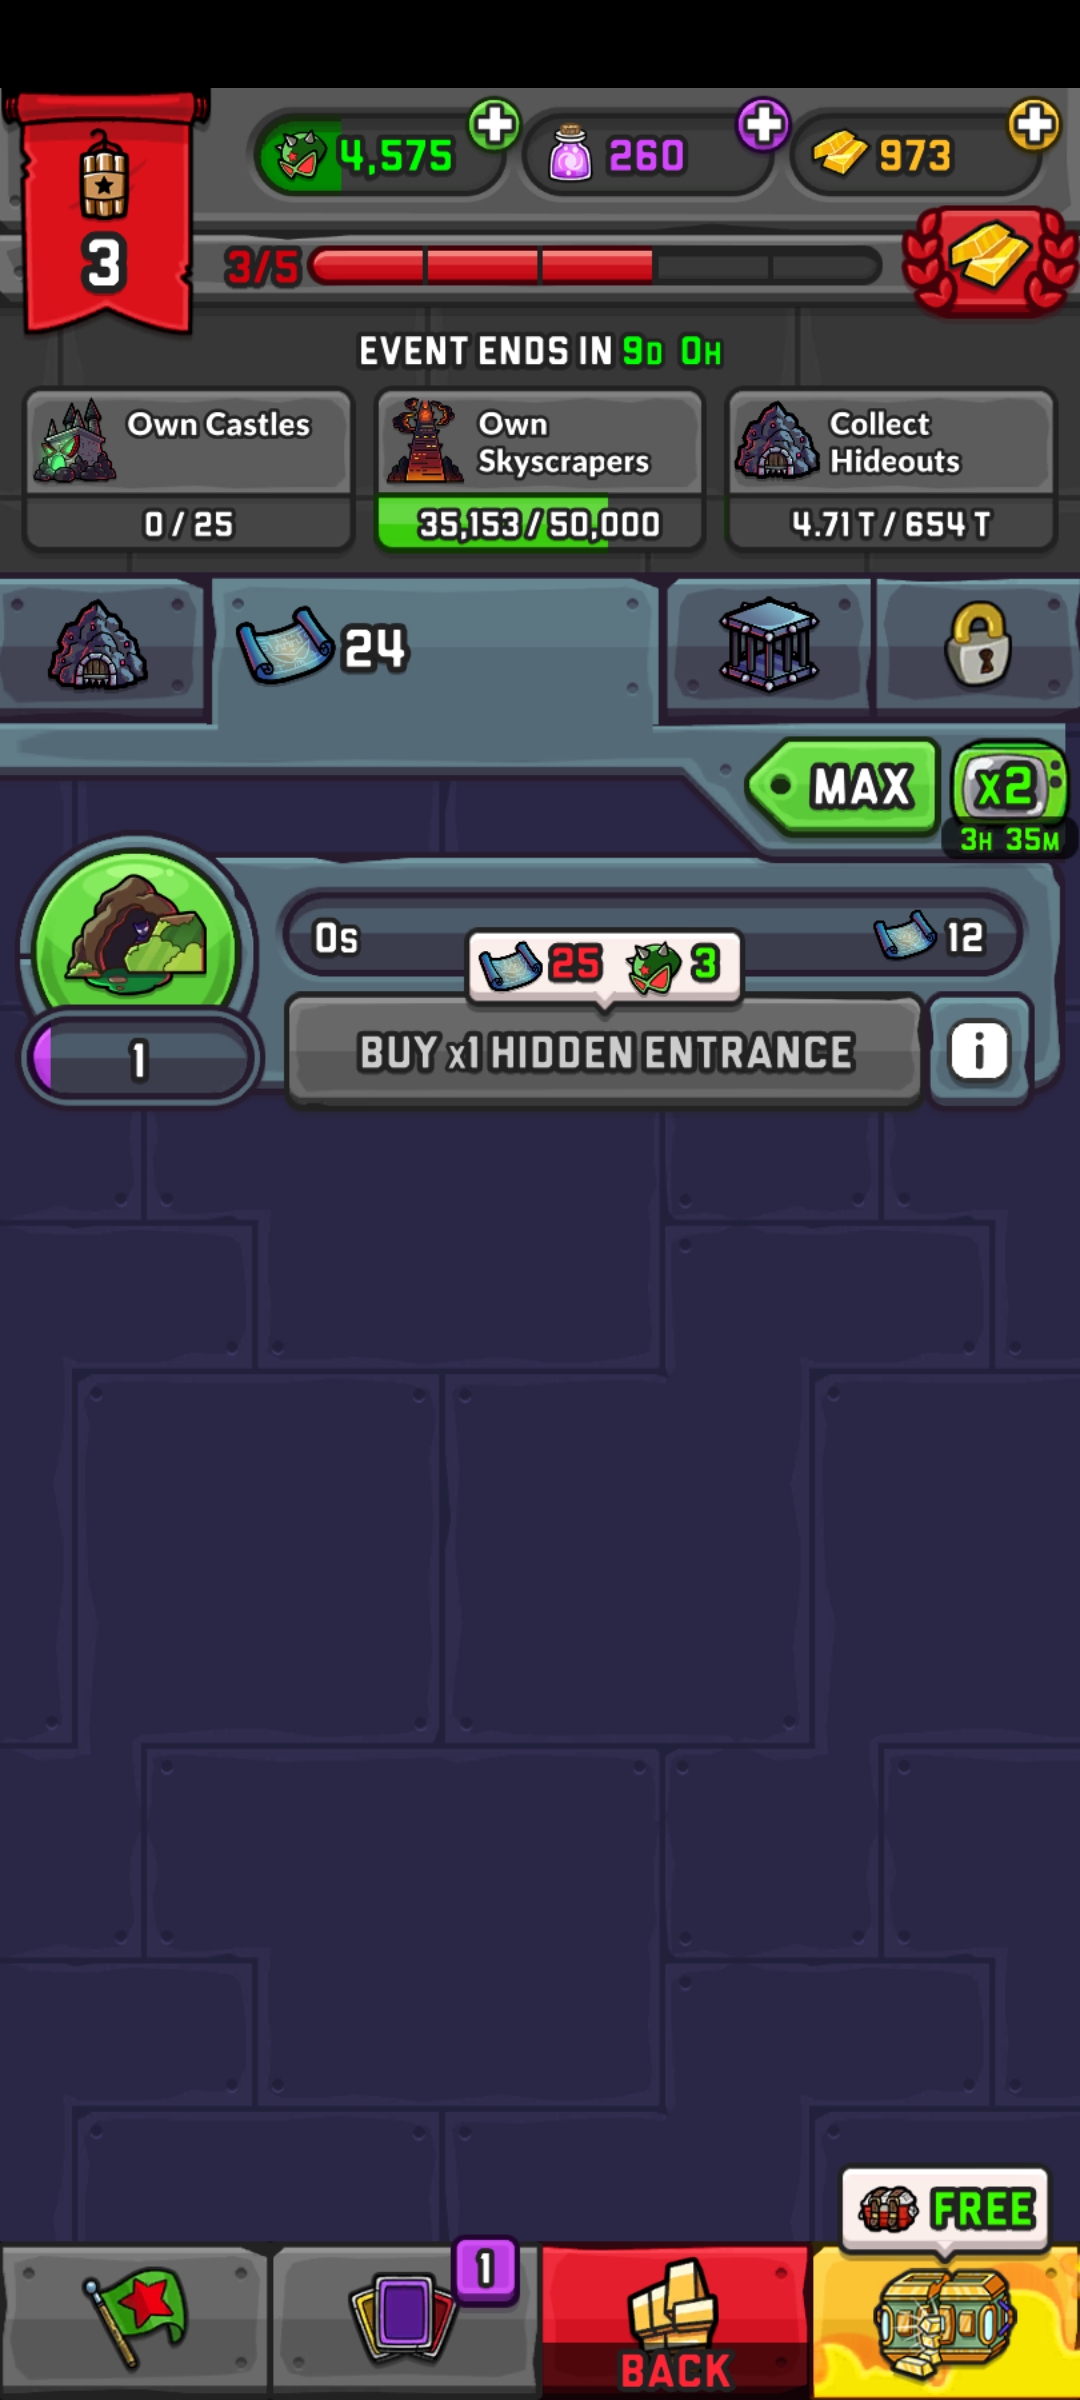 4,575
260
973
3
3/5
EVENT ENDS IN 9D 0H
Own Castles
0 / 25
Own
Skyscrapers
35,153 / 50,000
Collect
Hideouts
4.71 T / 654 T
24
MAX
x2
3H 35M
0s
12
25
3
1
BUY x1 HIDDEN ENTRANCE
i
FREE
1
BACK